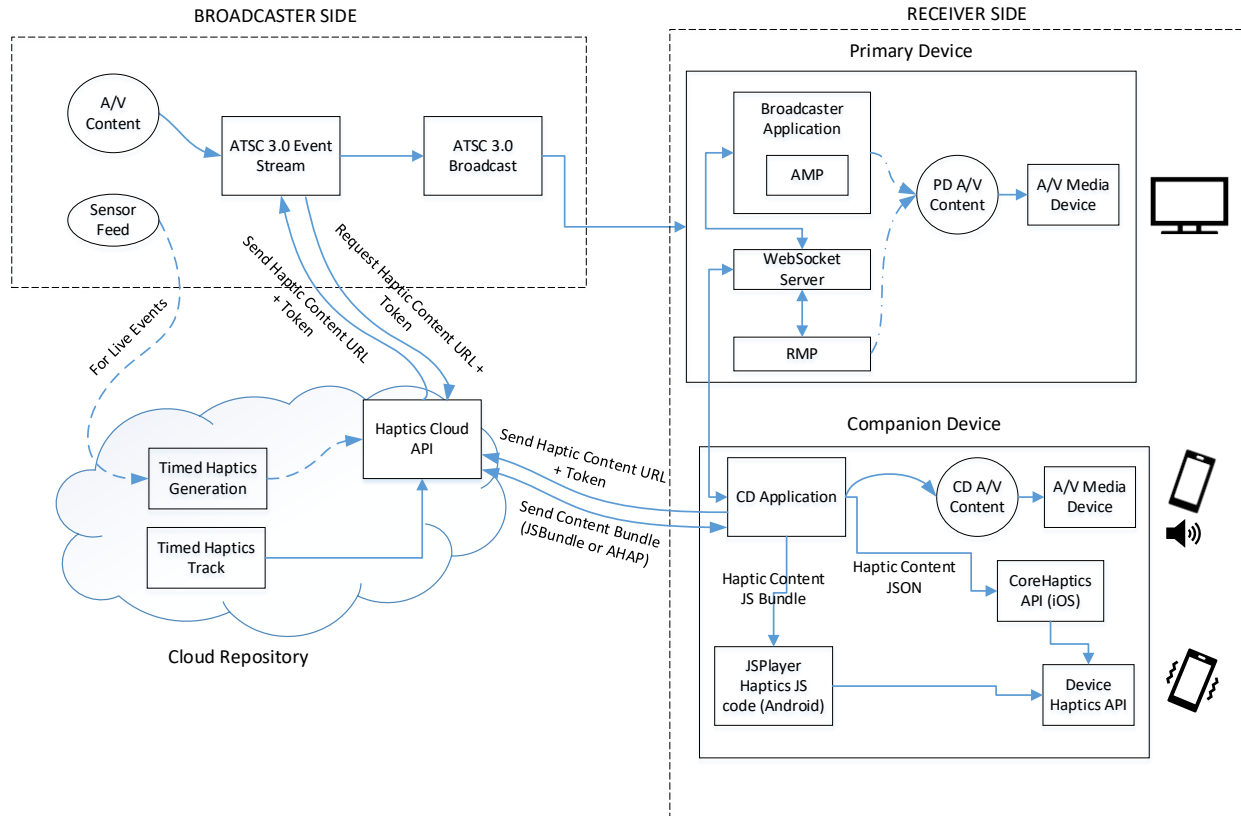 BROADCASTER SIDE
RECEIVER SIDE
A/V
Content
Sensor
Feed
ATSC 3.0 Event
Stream
ATSC 3.0
Broadcast
Send Haptic Content URL
+ Token
Request Haptic Content URL +
Token
For Live Events
Haptics Cloud
API
Timed Haptics
Generation
Timed Haptics
Track
Cloud Repository
Send Haptic Content URL
+ Token
Send Content Bundle
(JSBundle or AHAP)
Primary Device
Broadcaster
Application
AMP
PD A/V
Content
A/V Media
Device
WebSocket
Server
RMP
Companion Device
CD Application
CD A/V
Content
A/V Media
Device
Haptic Content
JS Bundle
Haptic Content
JSON
CoreHaptics
API (iOS)
JSPlayer
Haptics JS
code (Android)
Device
Haptics API